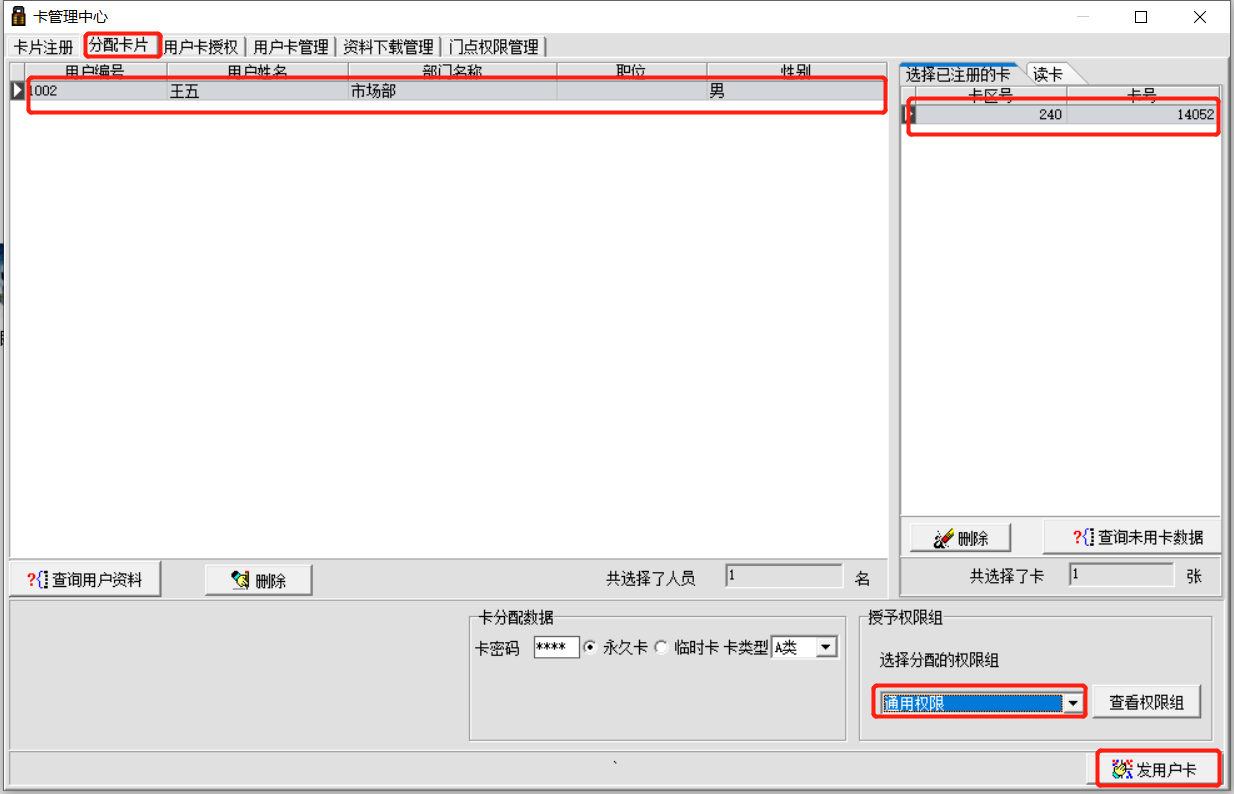 卡管理中心
卡片注册 分配卡片 用户卡授权 用户卡管理 资料下载管理 门点权限管理
用户编号 用户姓名 部门名称 职位 性别
1002 王五 市场部 男
选择已注册的卡 读卡
卡区号 卡号
240 14052
删除 查询未用卡数据
共选择了卡 1 张
查询用户资料 删除 共选择了人员 1 名
卡分配数据
卡密码 **** 永久卡 临时卡 卡类型 A类
授予权限组
选择分配的权限组
通用权限 查看权限组
发用户卡